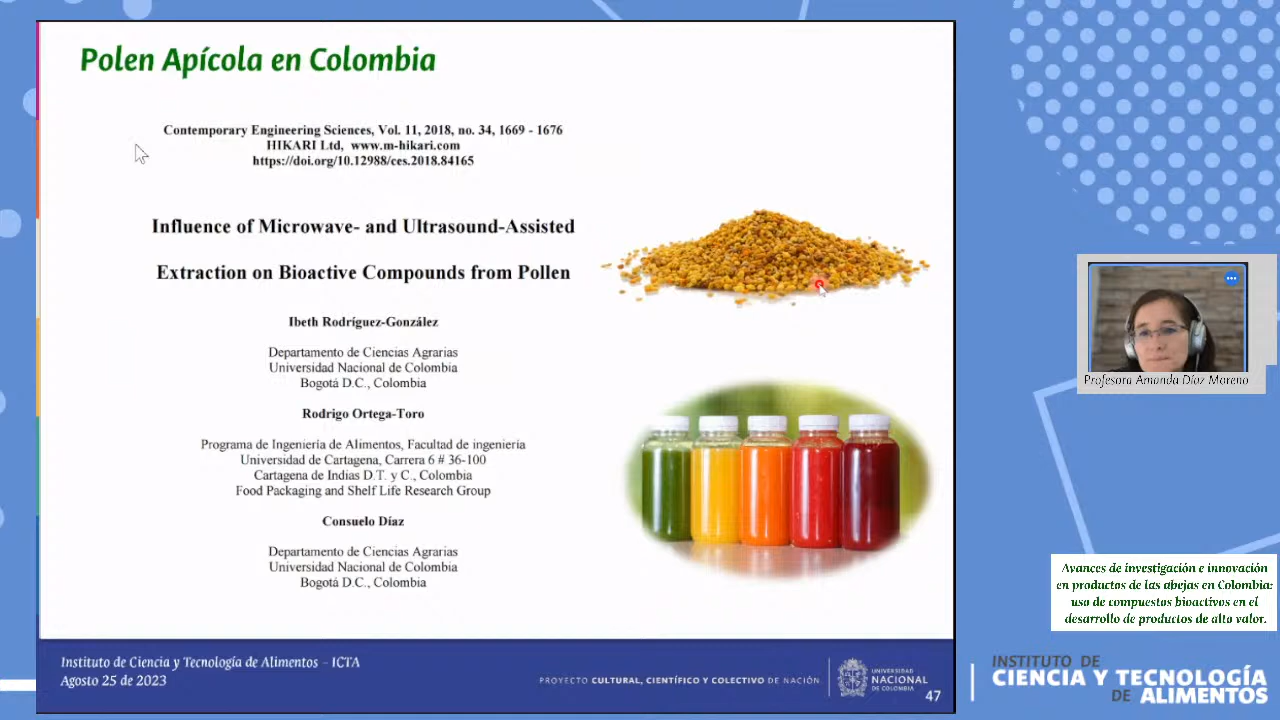 Polen Apícola en Colombia
Contemporary Engineering Sciences, Vol. 11, 2018, no. 34, 1669 - 1676
HIKARI Ltd, www.m-hikari.com
https://doi.org/10.12988/ces.2018.84165
Influence of Microwave- and Ultrasound-Assisted
Extraction on Bioactive Compounds from Pollen
Ibeth Rodríguez-González
Departamento de Ciencias Agrarias
Universidad Nacional de Colombia
Bogotá D.C., Colombia
Rodrigo Ortega-Toro
Programa de Ingeniería de Alimentos, Facultad de ingeniería
Universidad de Cartagena, Carrera 6 # 36-100
Cartagena de Indias D.T. y C., Colombia
Food Packaging and Shelf Life Research Group
Consuelo Díaz
Departamento de Ciencias Agrarias
Universidad Nacional de Colombia
Bogotá D.C., Colombia
Instituto de Ciencia y Tecnología de Alimentos – ICTA
Agosto 25 de 2023
PROYECTO CULTURAL, CIENTÍFICO Y COLECTIVO DE NACIÓN
UNIVERSIDAD
NACIONAL
DE COLOMBIA
47
Profesora Amanda Díaz Moreno
Avances de investigación e innovación
en productos de las abejas en Colombia:
uso de compuestos bioactivos en el
desarrollo de productos de alto valor.
INSTITUTO DE
CIENCIA Y TECNOLOGÍA
DE ALIMENTOS